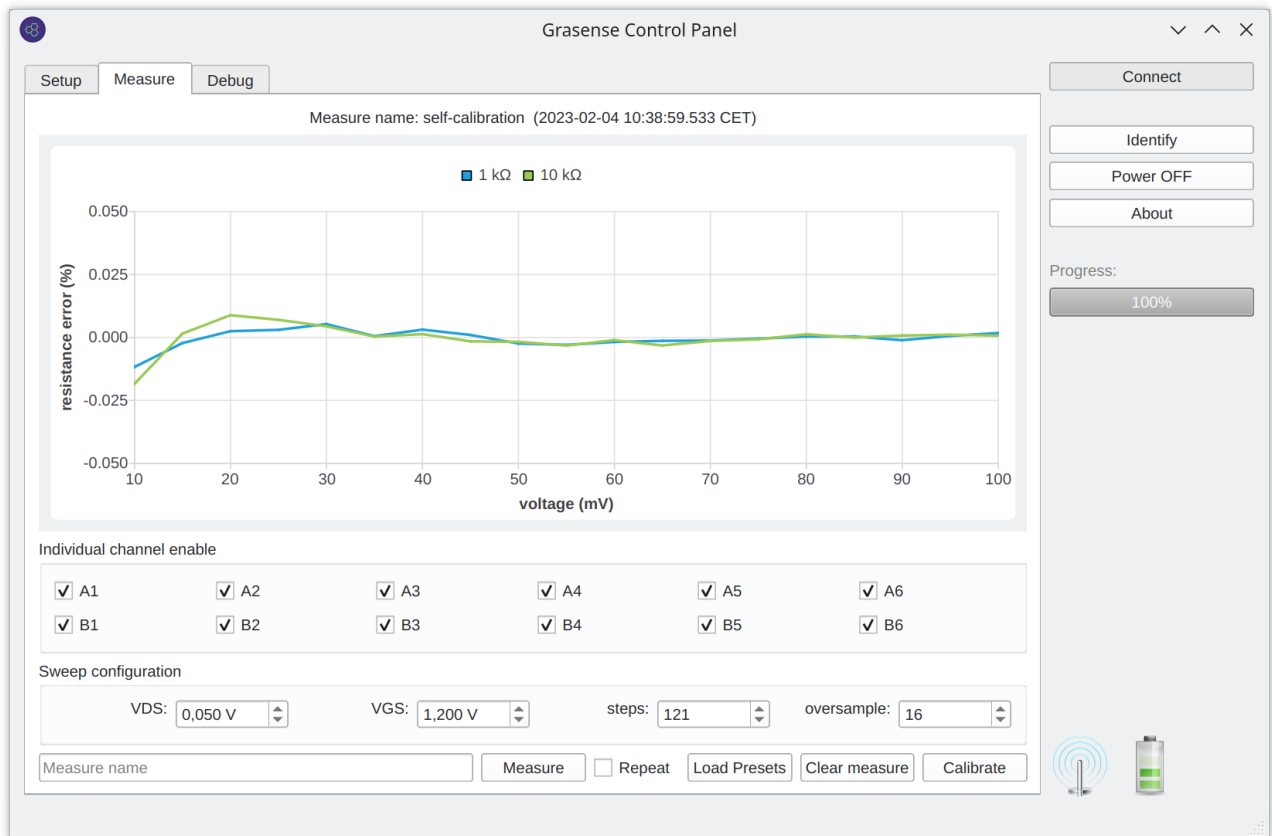 Grasense Control Panel
Setup
Measure
Debug
Connect
Measure name: self-calibration (2023-02-04 10:38:59.533 CET)
Identify
Power OFF
About
Progress:
100%
1 kΩ 10 kΩ
0.050
0.025
0.000
-0.025
-0.050
resistance error (%)
10 20 30 40 50 60 70 80 90 100
voltage (mV)
Individual channel enable
A1 A2 A3 A4 A5 A6
B1 B2 B3 B4 B5 B6
Sweep configuration
VDS: 0,050 V VGS: 1,200 V steps: 121 oversample: 16
Measure name Measure Repeat Load Presets Clear measure Calibrate